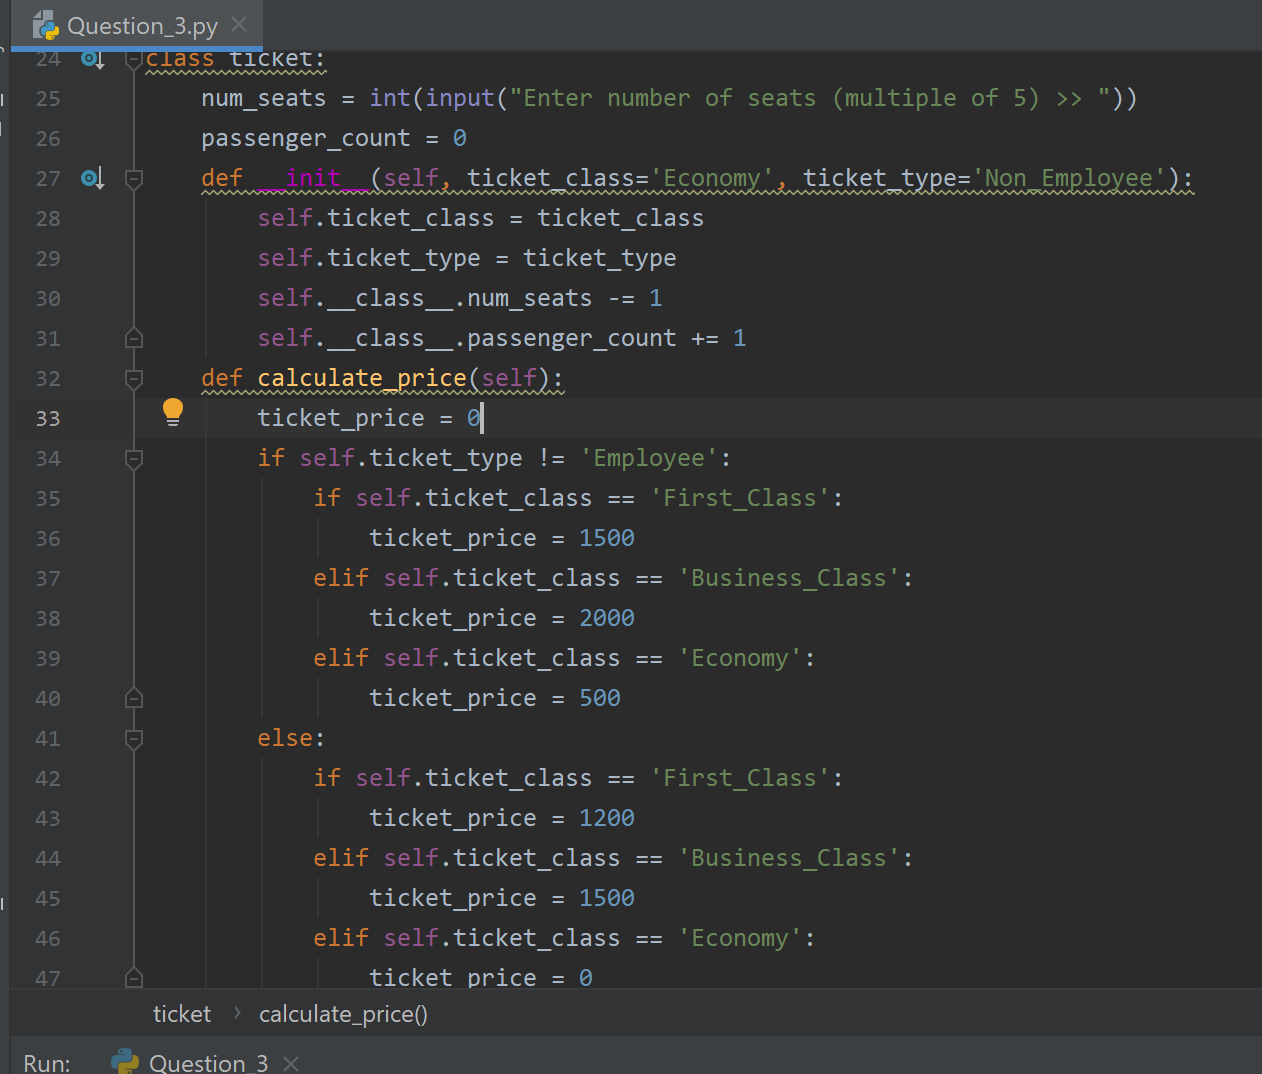 Question_3.py
24 class ticket:
25 num_seats = int(input("Enter number of seats (multiple of 5) >> "))
26 passenger_count = 0
27 def __init__(self, ticket_class='Economy', ticket_type='Non_Employee'):
28 self.ticket_class = ticket_class
29 self.ticket_type = ticket_type
30 self.__class__.num_seats -= 1
31 self.__class__.passenger_count += 1
32 def calculate_price(self):
33 ticket_price = 0
34 if self.ticket_type != 'Employee':
35 if self.ticket_class == 'First_Class':
36 ticket_price = 1500
37 elif self.ticket_class == 'Business_Class':
38 ticket_price = 2000
39 elif self.ticket_class == 'Economy':
40 ticket_price = 500
41 else:
42 if self.ticket_class == 'First_Class':
43 ticket_price = 1200
44 elif self.ticket_class == 'Business_Class':
45 ticket_price = 1500
46 elif self.ticket_class == 'Economy':
47 ticket_price = 0
ticket › calculate_price()
Run: Question_3